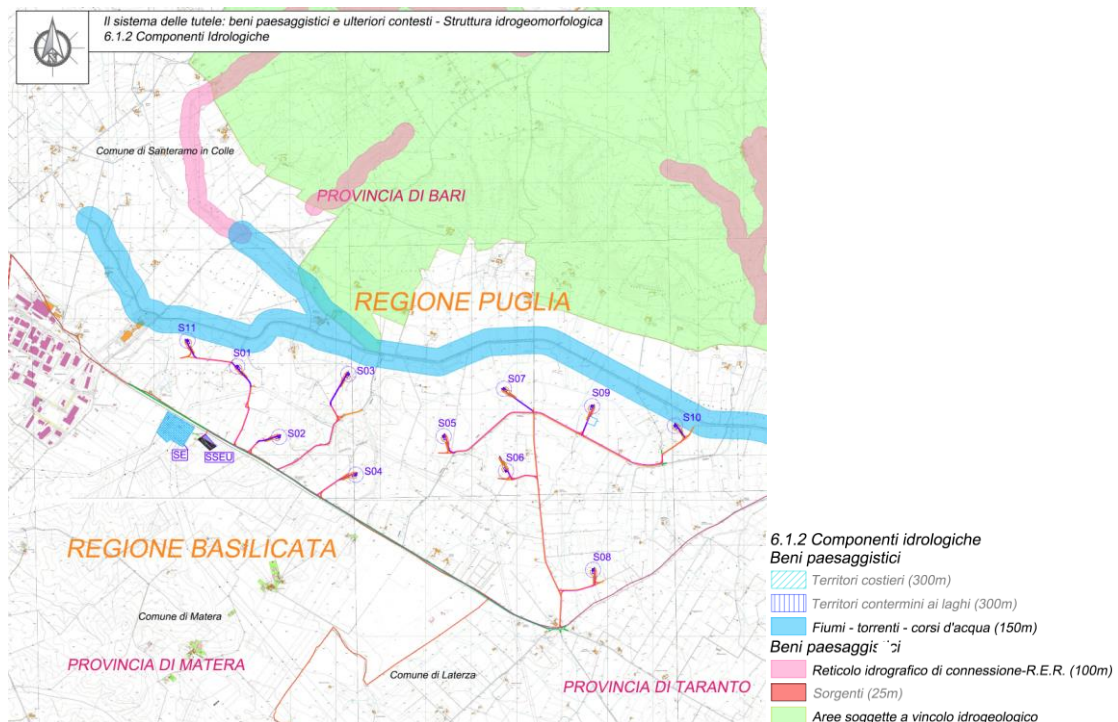 Il sistema delle tutele: beni paesaggistici e ulteriori contesti - Struttura idrogeomorfologica
6.1.2 Componenti Idrologiche
Comune di Santeramo in Colle
PROVINCIA DI BARI
REGIONE PUGLIA
S11
S01
S03
S07
S09
S10
S05
S02
S06
S04
SE
SSEU
REGIONE BASILICATA
S08
Comune di Matera
PROVINCIA DI MATERA
Comune di Laterza
PROVINCIA DI TARANTO
6.1.2 Componenti idrologiche
Beni paesaggistici
Territori costieri (300m)
Territori contermini ai laghi (300m)
Fiumi - torrenti - corsi d'acqua (150m)
Beni paesaggis ci
Reticolo idrografico di connessione-R.E.R. (100m)
Sorgenti (25m)
Aree soggette a vincolo idrogeologico